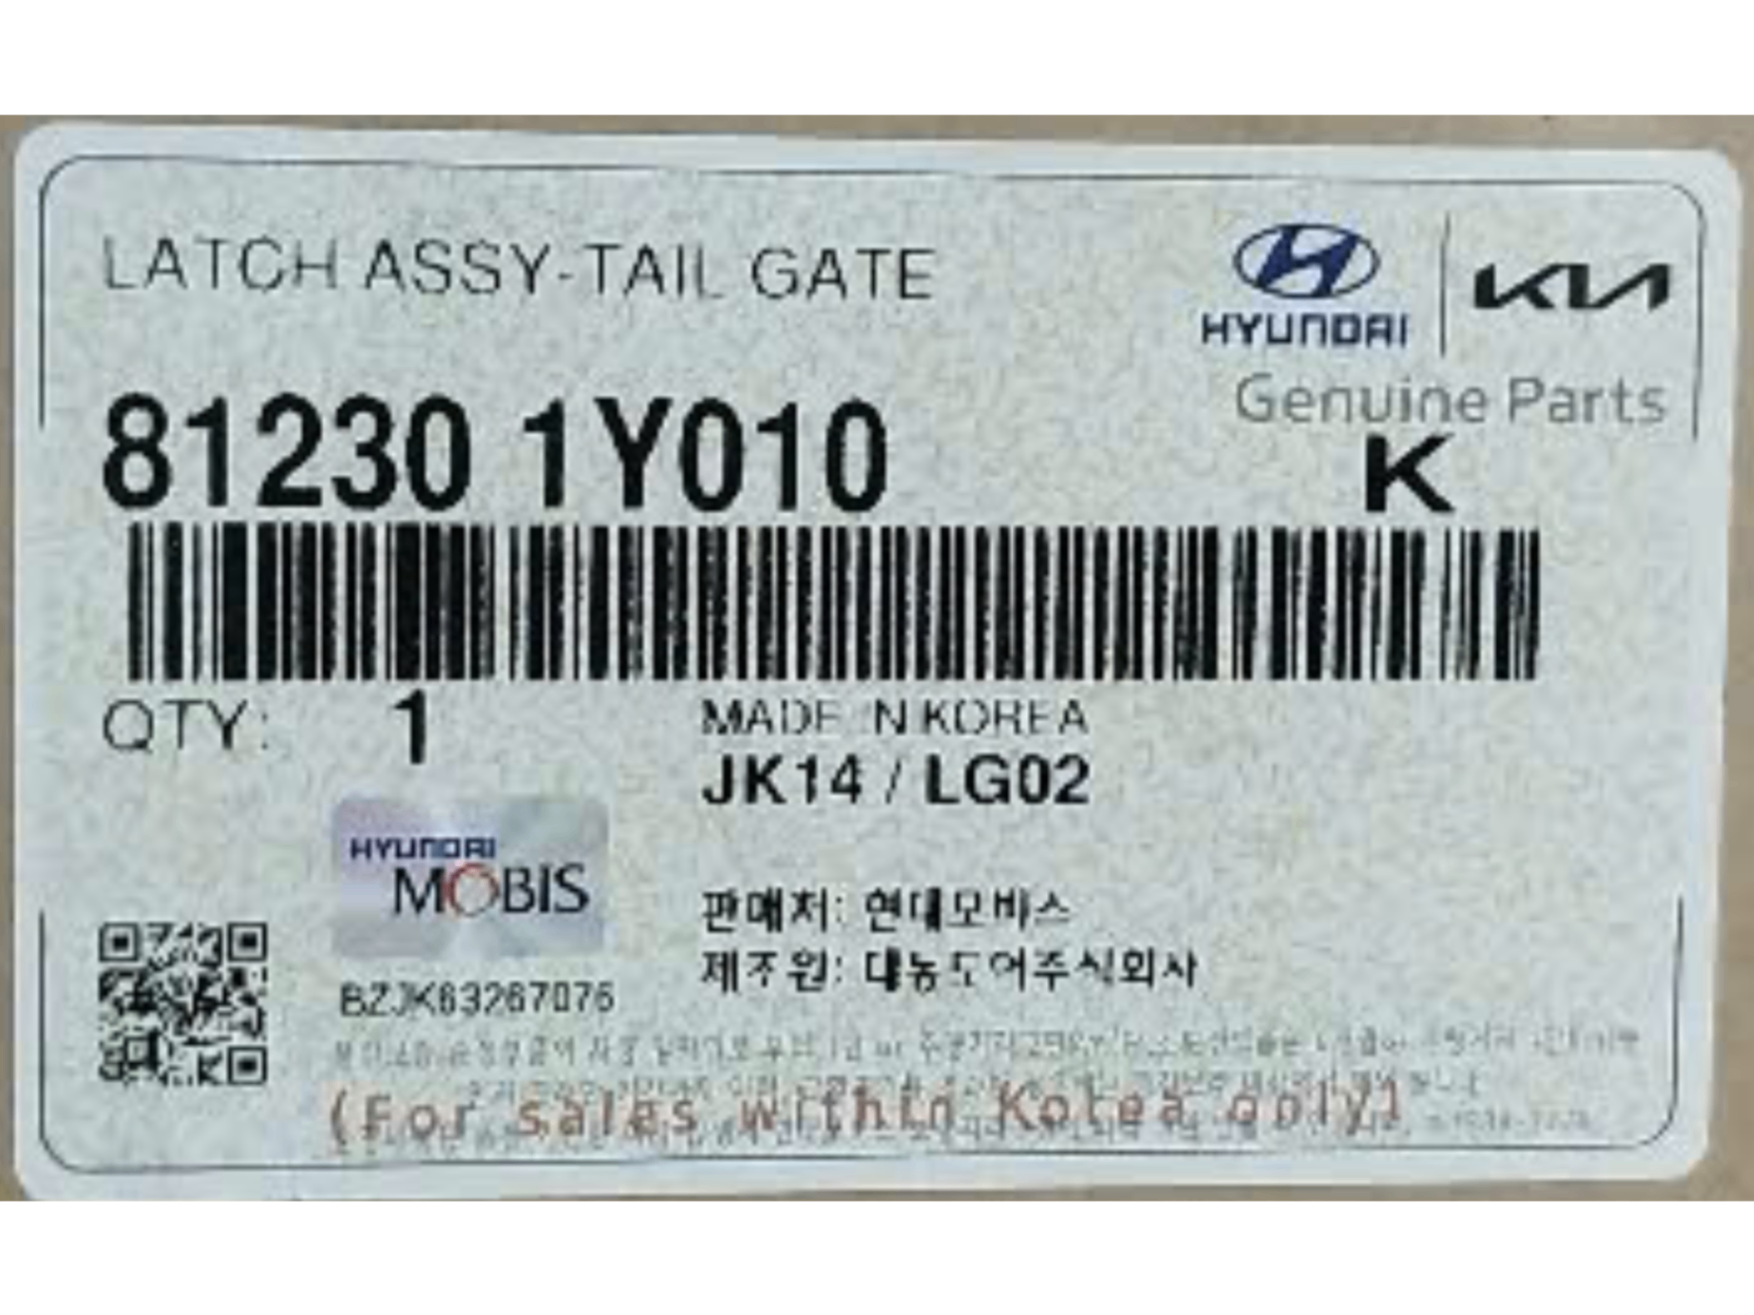 LATCH ASSY-TAIL GATE
HYUNDAI
KIA
Genuine Parts
81230 1Y010
K
QTY: 1
MADE IN KOREA
JK14 / LG02
HYUNDAI
MOBIS
판매처: 현대모비스
제조원: 대동도어주식회사
BZJK63267076
(For sales within Korea only)